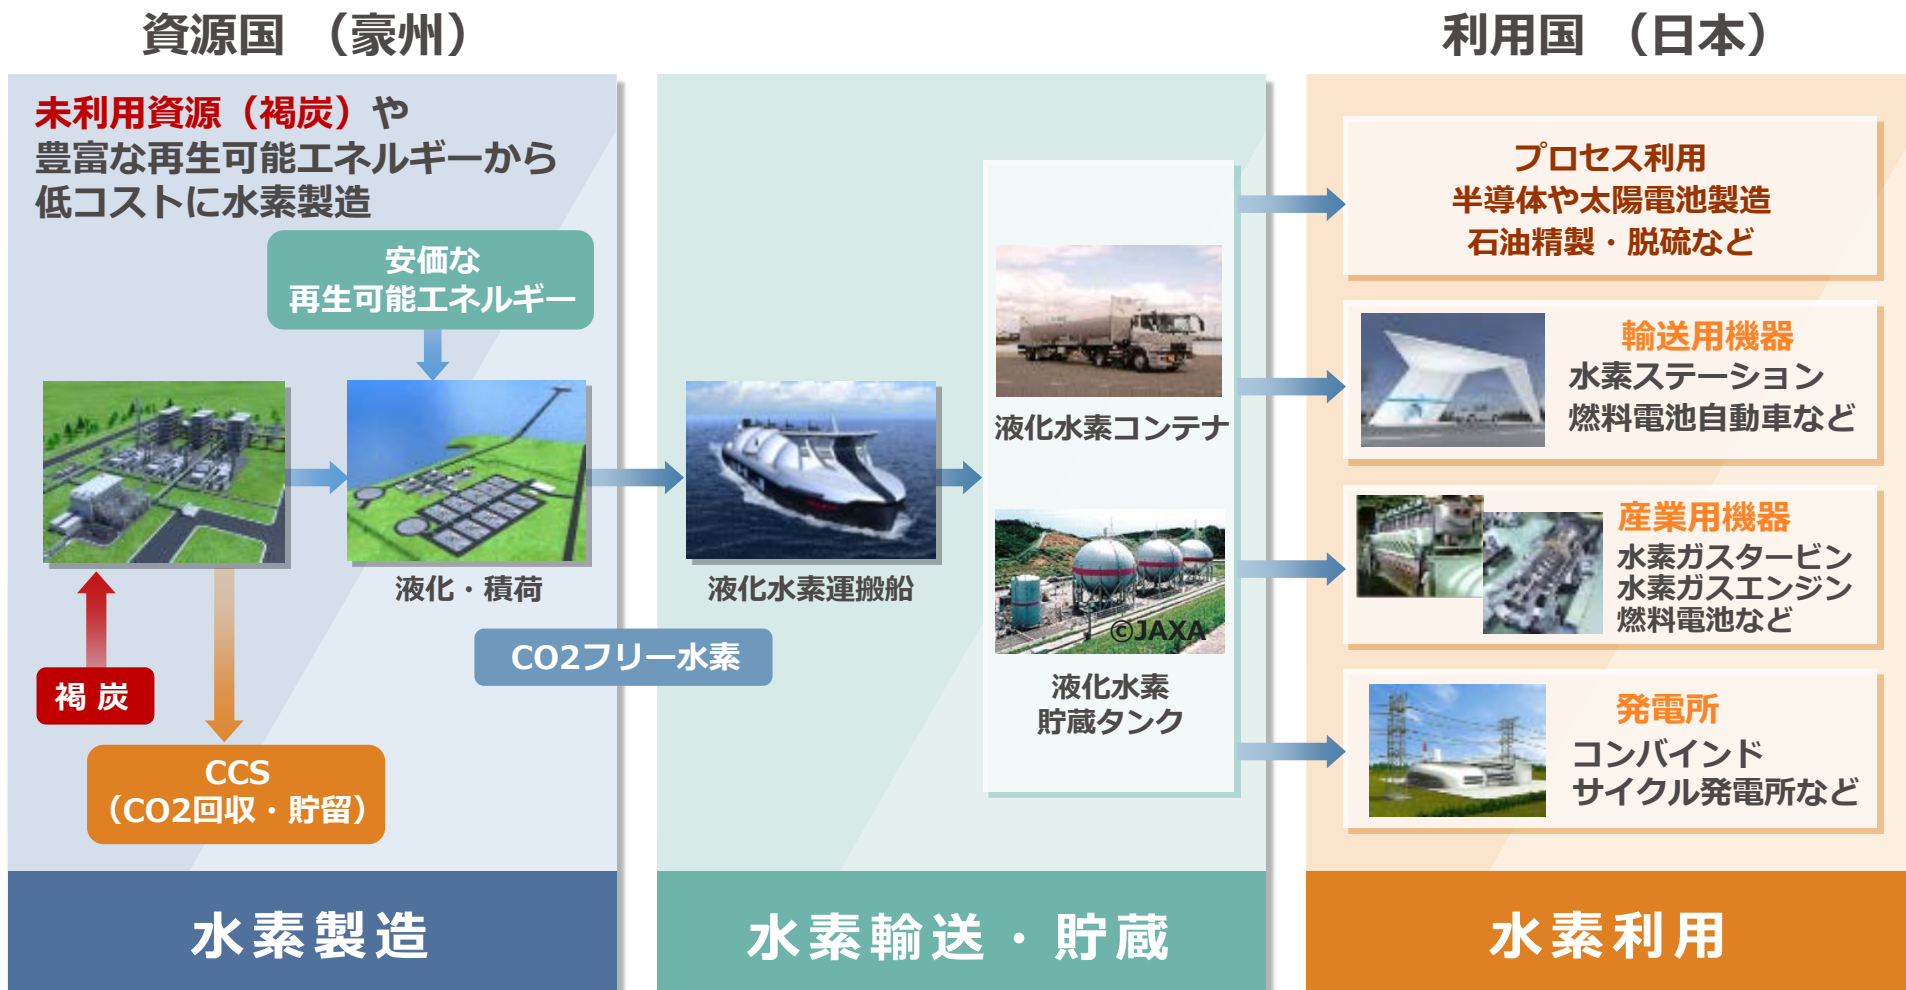 資源国 （豪州）
利用国 （日本）
未利用資源（褐炭）や
豊富な再生可能エネルギーから
低コストに水素製造
安価な
再生可能エネルギー
液化・積荷
褐 炭
CCS
（CO2回収・貯留）
CO2フリー水素
水素製造
液化水素運搬船
液化水素コンテナ
©JAXA
液化水素
貯蔵タンク
水素輸送・貯蔵
プロセス利用
半導体や太陽電池製造
石油精製・脱硫など
輸送用機器
水素ステーション
燃料電池自動車など
産業用機器
水素ガスタービン
水素ガスエンジン
燃料電池など
発電所
コンバインド
サイクル発電所など
水素利用